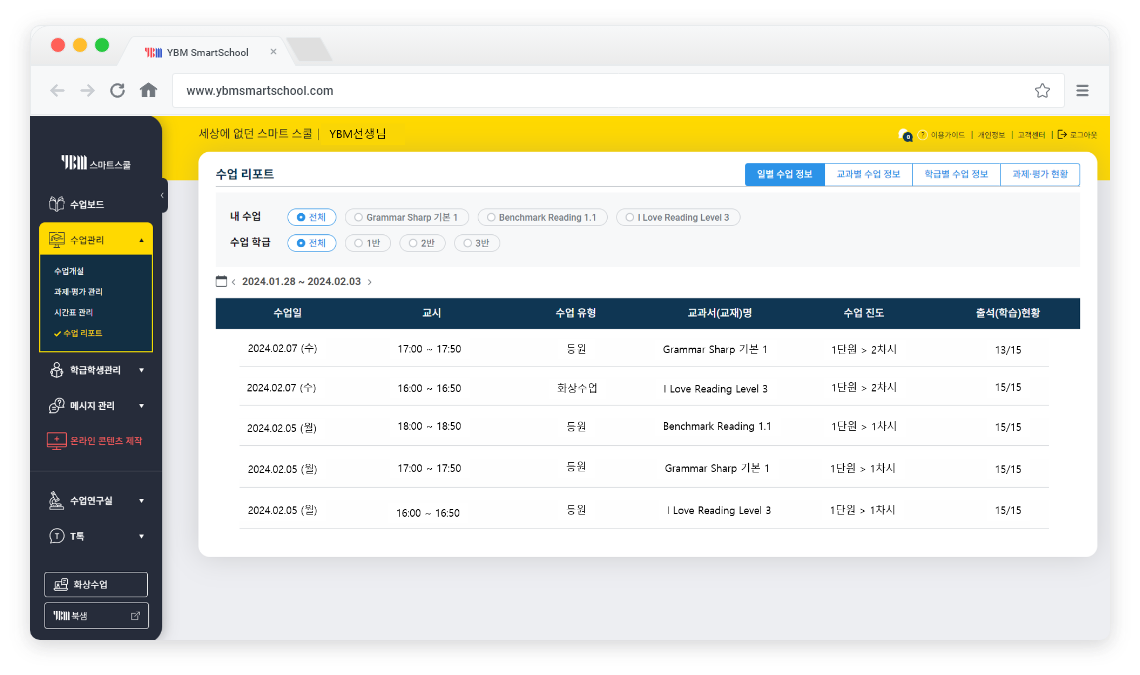 YBM SmartSchool
www.ybmsmartschool.com
YBM 스마트스쿨
수업보드
수업관리
수업개설
과제·평가 관리
시간표 관리
수업 리포트
학급학생관리
메시지 관리
온라인 콘텐츠 제작
수업연구실
T톡
화상수업
YBM 북샘
세상에 없던 스마트 스쿨 | YBM선생님
이용가이드 | 개인정보 | 고객센터 | 로그아웃
수업 리포트
일별 수업 정보 교과별 수업 정보 학급별 수업 정보 과제·평가 현황
내 수업 전체 Grammar Sharp 기본 1 Benchmark Reading 1.1 I Love Reading Level 3
수업 학급 전체 1반 2반 3반
2024.01.28 ~ 2024.02.03
수업일 교시 수업 유형 교과서(교재)명 수업 진도 출석(학습)현황
2024.02.07 (수) 17:00 ~ 17:50 등원 Grammar Sharp 기본 1 1단원 > 2차시 13/15
2024.02.07 (수) 16:00 ~ 16:50 화상수업 I Love Reading Level 3 1단원 > 2차시 15/15
2024.02.05 (월) 18:00 ~ 18:50 등원 Benchmark Reading 1.1 1단원 > 1차시 15/15
2024.02.05 (월) 17:00 ~ 17:50 등원 Grammar Sharp 기본 1 1단원 > 1차시 15/15
2024.02.05 (월) 16:00 ~ 16:50 등원 I Love Reading Level 3 1단원 > 1차시 15/15